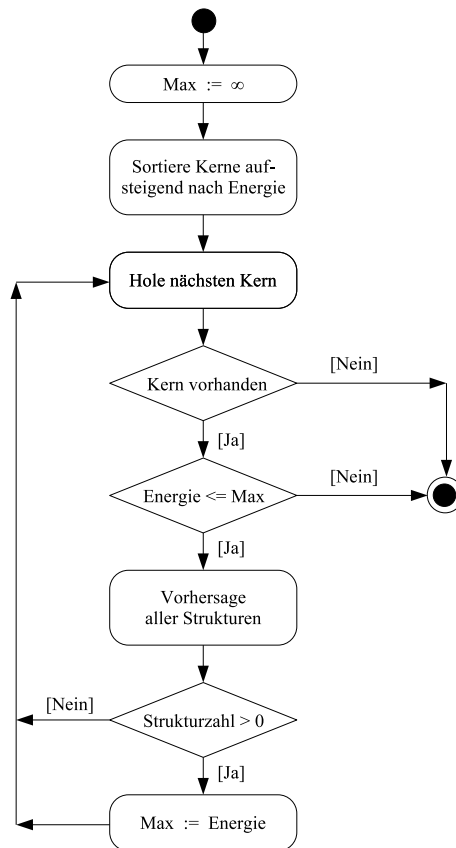 Max := ∞
Sortiere Kerne auf-
steigend nach Energie
Hole nächsten Kern
[Nein]
Kern vorhanden
[Ja]
[Nein]
Energie <= Max
[Ja]
Vorhersage
aller Strukturen
[Nein]
Strukturzahl > 0
[Ja]
Max := Energie